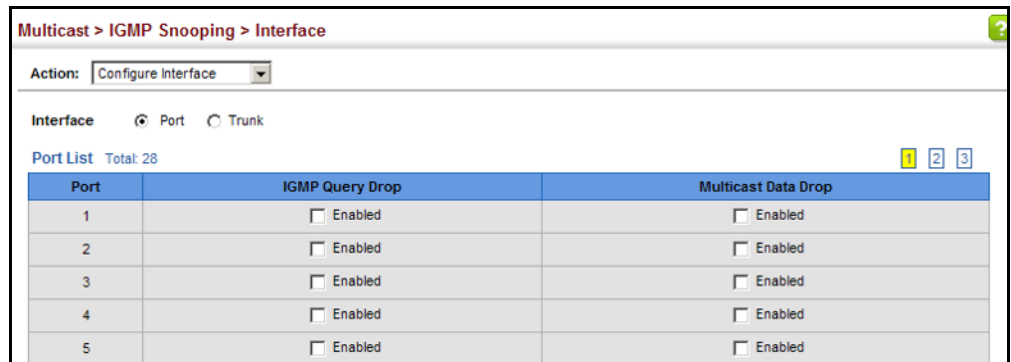 Multicast > IGMP Snooping > Interface
?
Action: Configure Interface
Interface Port Trunk
Port List Total: 28 1 2 3
Port IGMP Query Drop Multicast Data Drop
1 Enabled Enabled
2 Enabled Enabled
3 Enabled Enabled
4 Enabled Enabled
5 Enabled Enabled